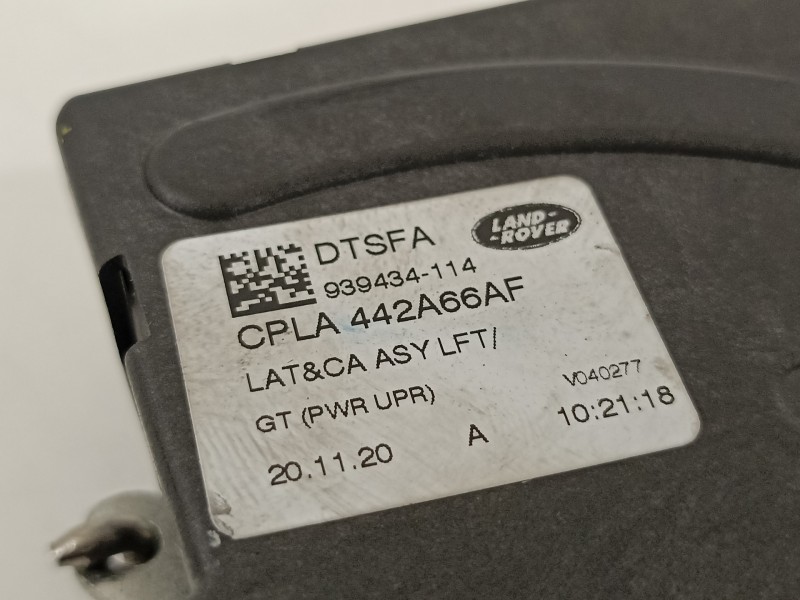 DTSFA
LAND-
-ROVER
939434-114
CPLA 442A66AF
LAT&CA ASY LFT/
GT (PWR UPR)
V040277
20.11.20 A 10:21:18